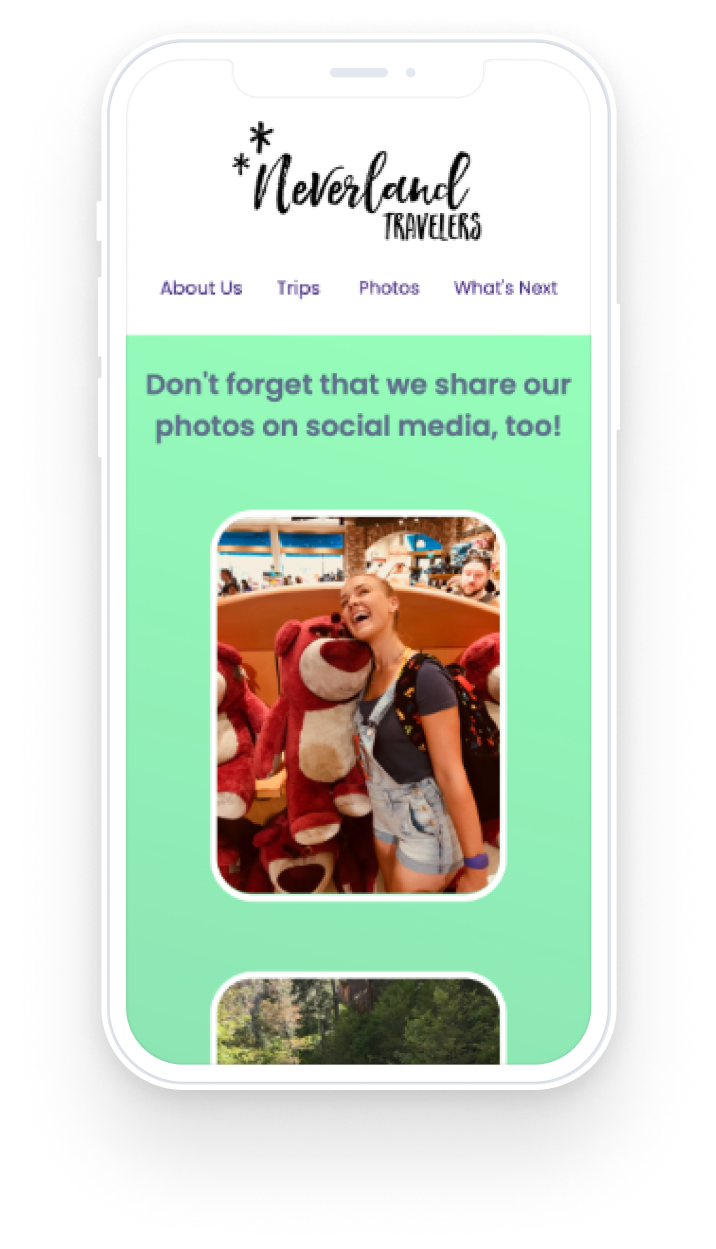 Neverland
TRAVELERS
About Us Trips Photos What's Next
Don't forget that we share our
photos on social media, too!